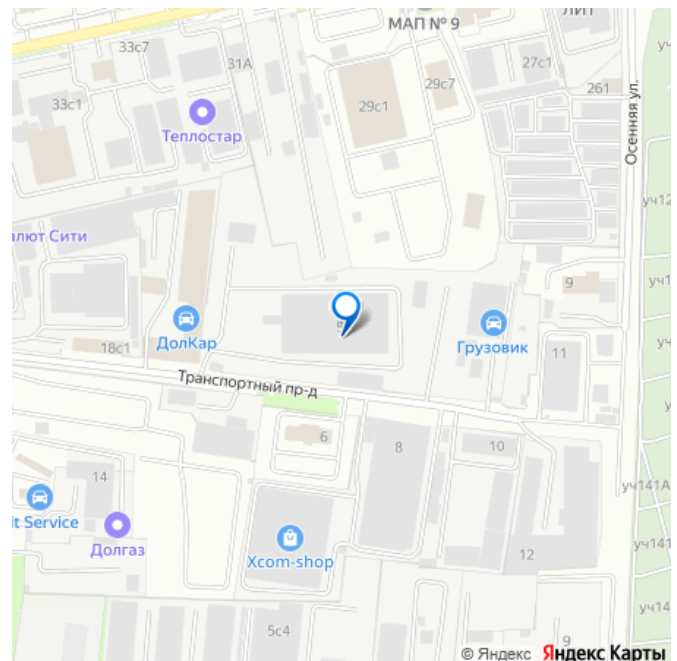 МАП № 9
ЛИТ
33с7
31А
27с1
29с7
33с1
29с1
261
Теплостар
Осенняя ул.
уч12
алют Сити
9
уч1
ДолКар
18с1
Грузовик
11
Транспортный пр-д
6
8
10
14
уч141А
it Service
Долгаз
Xcom-shop
12
уч141
5с4
9
уч14
© Яндекс Яндекс Карты